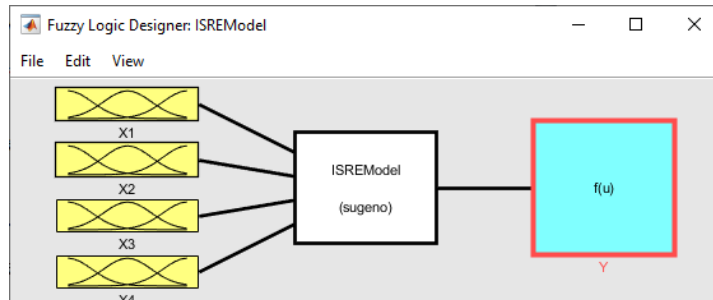 Fuzzy Logic Designer: ISREModel
File Edit View
X1
X2
X3
X4
ISREModel
(sugeno)
f(u)
Y